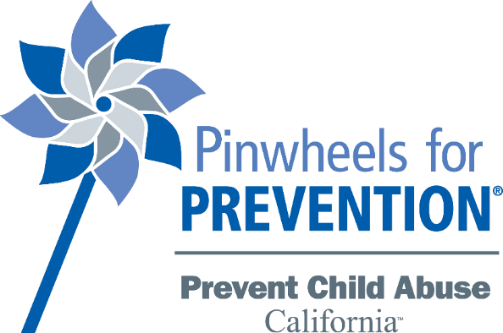 Pinwheels for
PREVENTION®
Prevent Child Abuse
California™